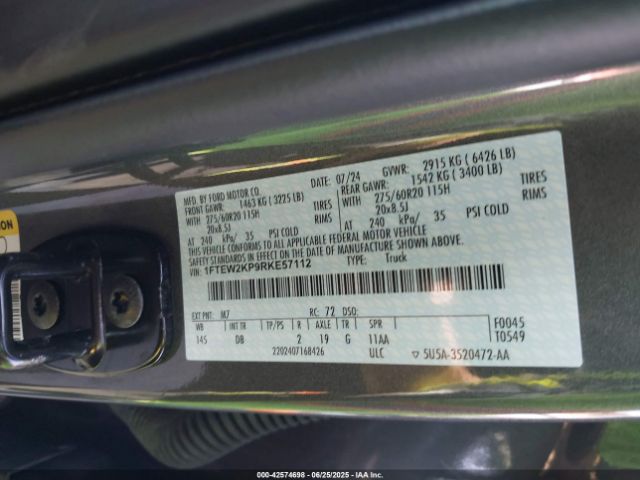 MFD. BY FORD MOTOR CO.
DATE: 07/24
GVWR: 2915 KG ( 6426 LB)
FRONT GAWR: 1463 KG ( 3225 LB)
REAR GAWR: 1542 KG ( 3400 LB)
WITH 275/60R20 115H TIRES
WITH 275/60R20 115H TIRES
20x8.5J RIMS
20x8.5J RIMS
AT 240 kPa/ 35 PSI COLD
AT 240 kPa/ 35 PSI COLD
THIS VEHICLE CONFORMS TO ALL APPLICABLE FEDERAL MOTOR VEHICLE
SAFETY STANDARDS IN EFFECT ON THE DATE OF MANUFACTURE SHOWN ABOVE.
VIN: 1FTEW2KP9RKE57112
TYPE: Truck
EXT PNT: M7 RC: 72 DSO:
WB INT TR TP/PS R AXLE TR SPR
145 DB 2 19 G 11AA
F0045
T0549
2202407168426
ULC
5U5A-3520472-AA
000-42574698 - 06/25/2025 - IAA, Inc.